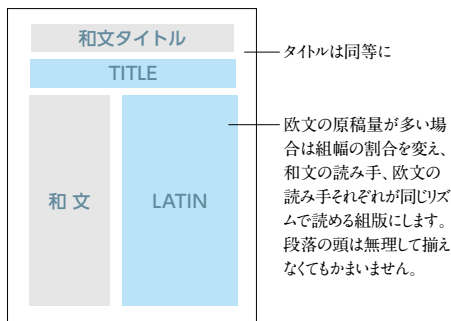 和文タイトル
TITLE
和 文
LATIN
タイトルは同等に
欧文の原稿量が多い場
合は組幅の割合を変え、
和文の読み手、欧文の
読み手それぞれが同じリズ
ムで読める組版にします。
段落の頭は無理して揃え
なくてもかまいません。